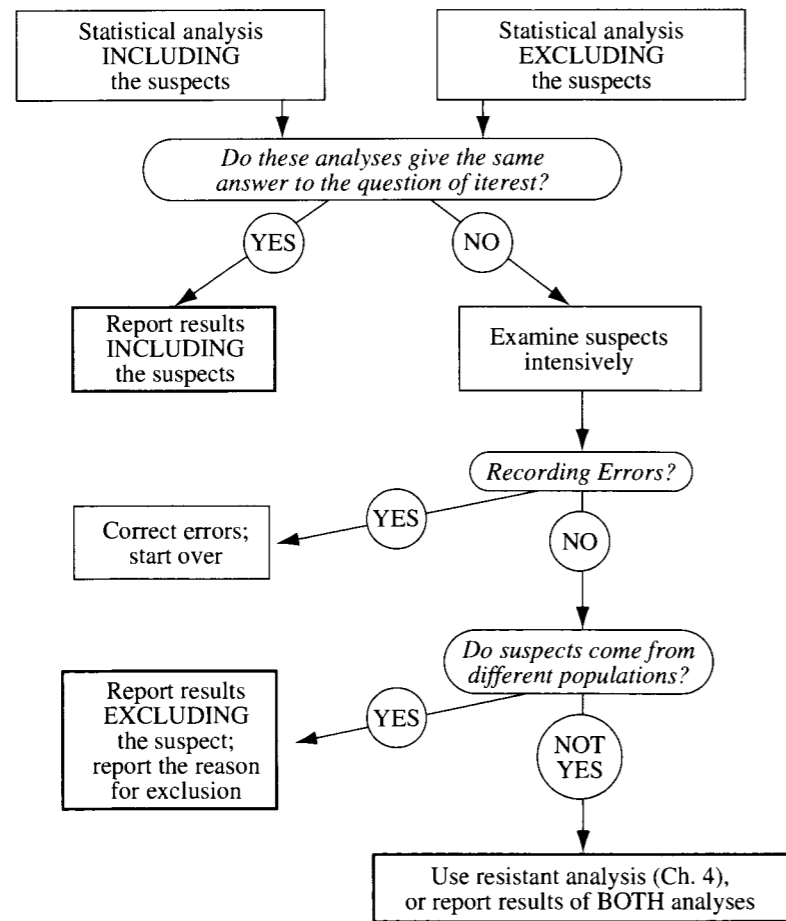 Statistical analysis
INCLUDING
the suspects
Statistical analysis
EXCLUDING
the suspects
Do these analyses give the same
answer to the question of iterest?
YES
NO
Report results
INCLUDING
the suspects
Examine suspects
intensively
Recording Errors?
YES
Correct errors;
start over
NO
Do suspects come from
different populations?
YES
Report results
EXCLUDING
the suspect;
report the reason
for exclusion
NOT
YES
Use resistant analysis (Ch. 4),
or report results of BOTH analyses